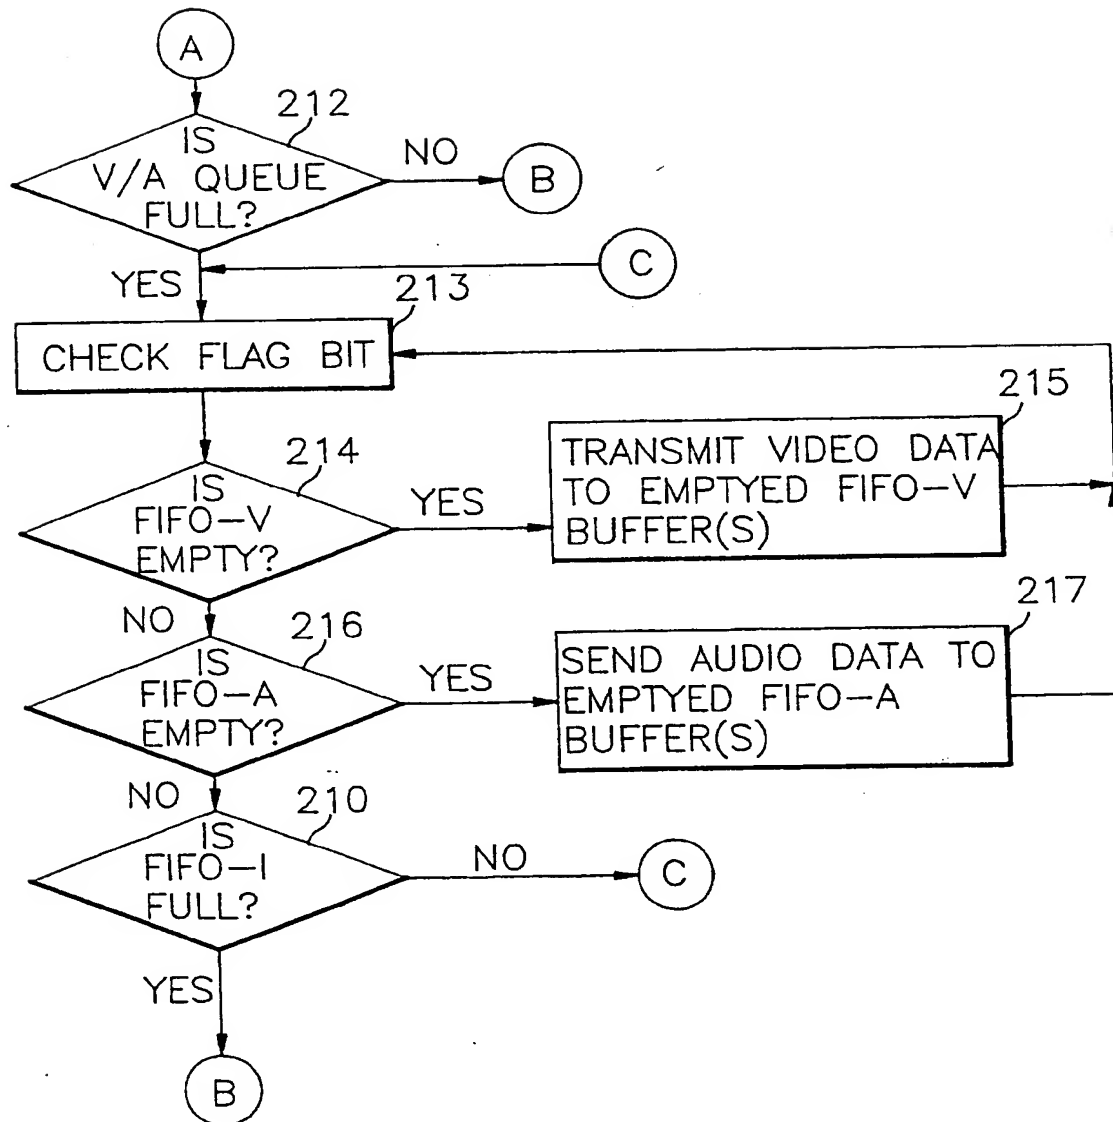 A
212
IS
V/A QUEUE
FULL?
NO
B
YES
C
213
CHECK FLAG BIT
214
IS
FIFO-V
EMPTY?
YES
215
TRANSMIT VIDEO DATA
TO EMPTYED FIFO-V
BUFFER(S)
NO
216
IS
FIFO-A
EMPTY?
YES
217
SEND AUDIO DATA TO
EMPTYED FIFO-A
BUFFER(S)
NO
210
IS
FIFO-I
FULL?
NO
C
YES
B